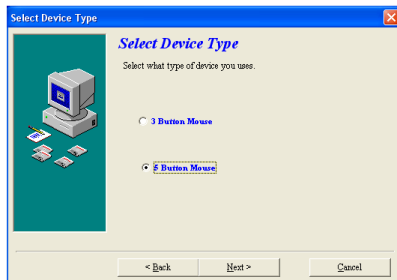 Select Device Type
Select Device Type
Select what type of device you uses.
3 Button Mouse
5 Button Mouse
< Back
Next >
Cancel